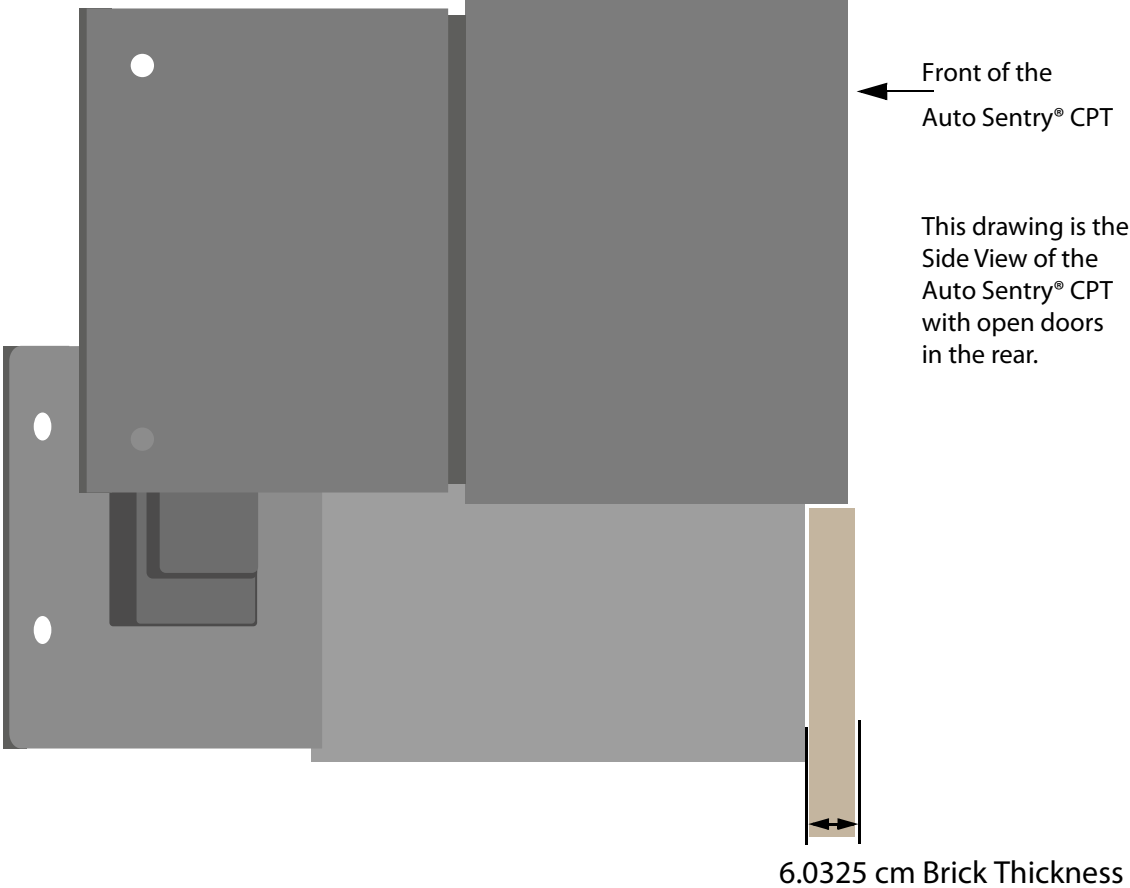 Front of the
Auto Sentry® CPT
This drawing is the
Side View of the
Auto Sentry® CPT
with open doors
in the rear.
6.0325 cm Brick Thickness